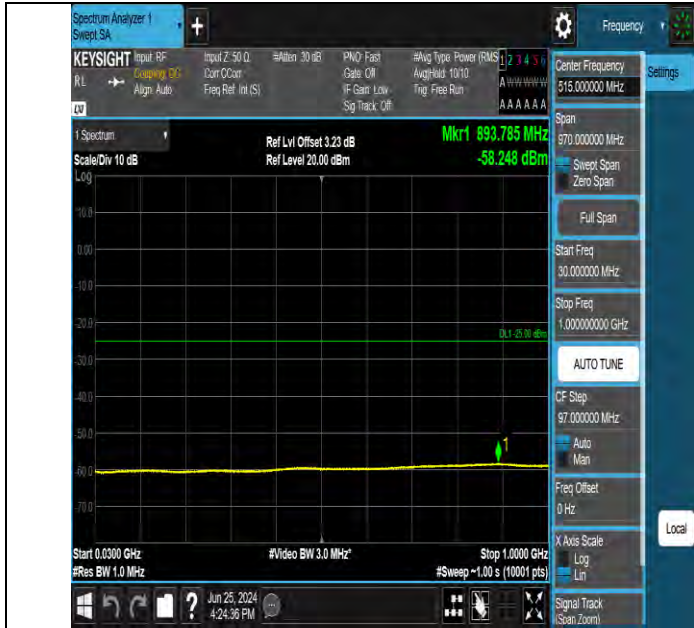 Spectrum Analyzer 1
Swept SA
Frequency
KEYSIGHT
RL
Input: RF
Coupling: DC
Align: Auto
Input Z: 50 Ω
Corr CCorr
Freq Ref: Int (S)
#Atten: 30 dB
PNO: Fast
Gate: Off
IF Gain: Low
Sig Track: Off
#Avg Type: Power (RMS
Avg|Hold: 10/10
Trig: Free Run
1 2 3 4 5 6
A W W W W W
A A A A A A
LXI
Center Frequency
515.000000 MHz
Settings
Span
970.000000 MHz
Swept Span
Zero Span
Full Span
Start Freq
30.000000 MHz
Stop Freq
1.000000000 GHz
AUTO TUNE
CF Step
97.000000 MHz
Auto
Man
Freq Offset
0 Hz
X Axis Scale
Log
Lin
Signal Track
(Span Zoom)
Local
1 Spectrum
Scale/Div 10 dB
Log
Ref Lvl Offset 3.23 dB
Ref Level 20.00 dBm
Mkr1 893.785 MHz
-58.248 dBm
10.0
0.00
-10.0
-20.0
DL1 -25.00 dBm
-30.0
-40.0
-50.0
1
-60.0
-70.0
Start 0.0300 GHz
#Res BW 1.0 MHz
#Video BW 3.0 MHz*
Stop 1.0000 GHz
#Sweep ~1.00 s (10001 pts)
?
Jun 25, 2024
4:24:36 PM